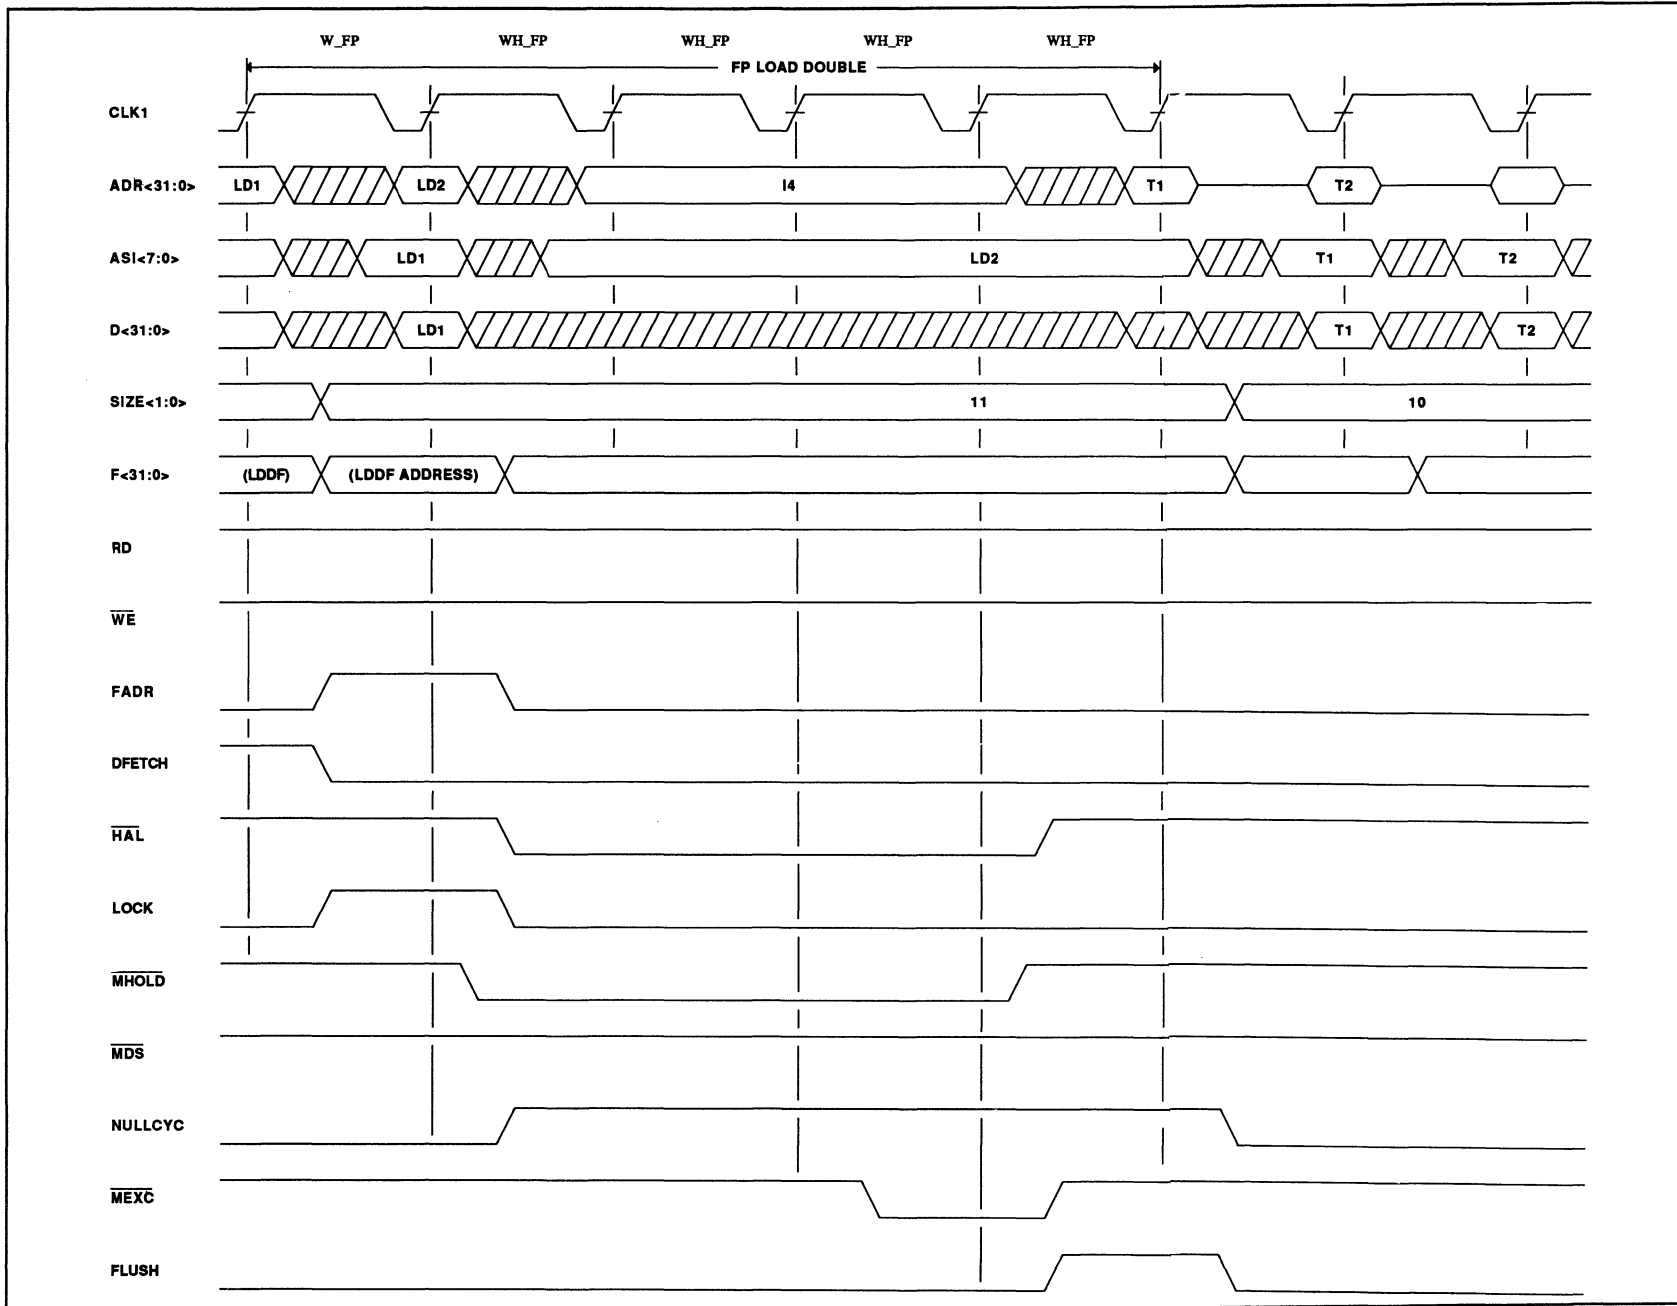 W_FP WH_FP WH_FP WH_FP WH_FP
FP LOAD DOUBLE
CLK1
ADR<31:0> LD1 LD2 I4 T1 T2
ASI<7:0> LD1 LD2 T1 T2
D<31:0> LD1 T1 T2
SIZE<1:0> 11 10
F<31:0> (LDDF) (LDDF ADDRESS)
RD
WE
FADR
DFETCH
HAL
LOCK
MHOLD
MDS
NULLCYC
MEXC
FLUSH